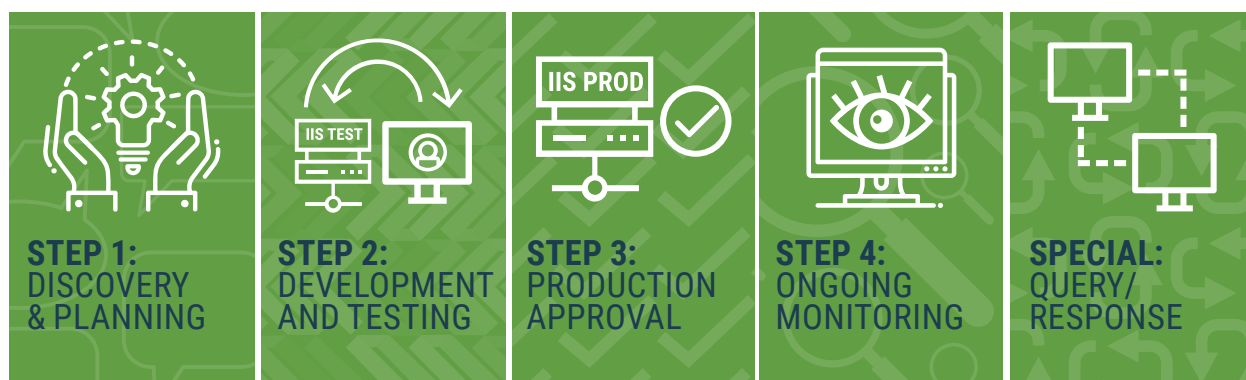 IIS TEST
IIS PROD
STEP 1:
DISCOVERY
& PLANNING
STEP 2:
DEVELOPMENT
AND TESTING
STEP 3:
PRODUCTION
APPROVAL
STEP 4:
ONGOING
MONITORING
SPECIAL:
QUERY/
RESPONSE